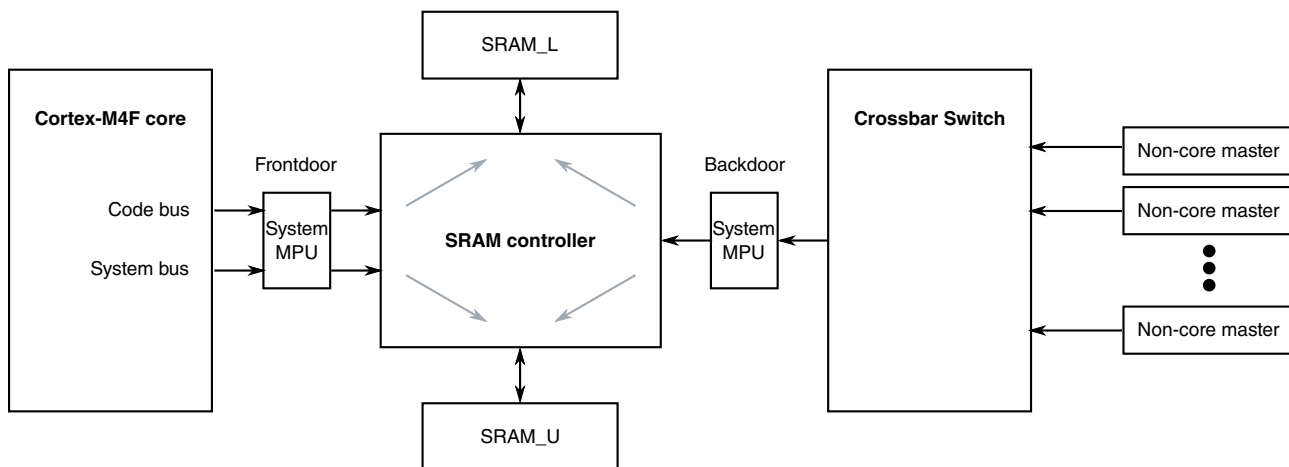 SRAM_L
Cortex-M4F core
Crossbar Switch
Frontdoor
Backdoor
Non-core master
Code bus
System
MPU
SRAM controller
System
MPU
Non-core master
System bus
Non-core master
SRAM_U